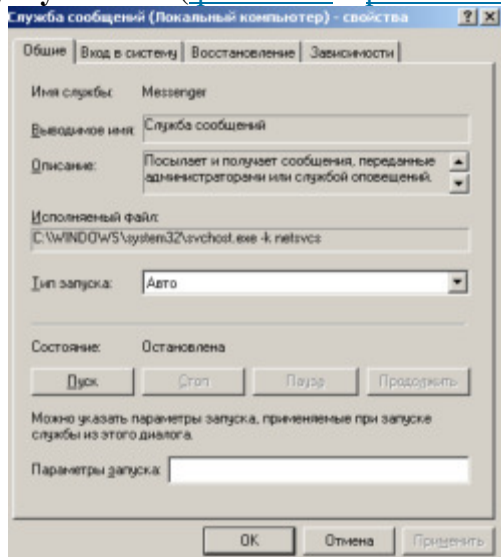 Служба сообщений (Локальный компьютер) - свойства
Общие Вход в систему Восстановление Зависимости
Имя службы: Messenger
Выводимое имя: Служба сообщений
Описание: Посылает и получает сообщения, переданные
администраторами или службой оповещений.
Исполняемый файл:
C:\WINDOWS\system32\svchost.exe -k netsvcs
Тип запуска: Авто
Состояние: Остановлена
Пуск Стоп Пауза Продолжить
Можно указать параметры запуска, применяемые при запуске
службы из этого диалога.
Параметры запуска:
OK Отмена Применить